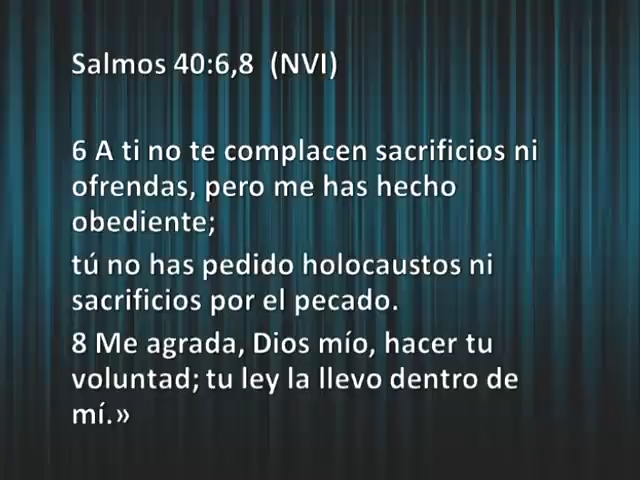 Salmos 40:6,8 (NVI)
6 A ti no te complacen sacrificios ni
ofrendas, pero me has hecho
obediente;
tú no has pedido holocaustos ni
sacrificios por el pecado.
8 Me agrada, Dios mío, hacer tu
voluntad; tu ley la llevo dentro de
mí.»